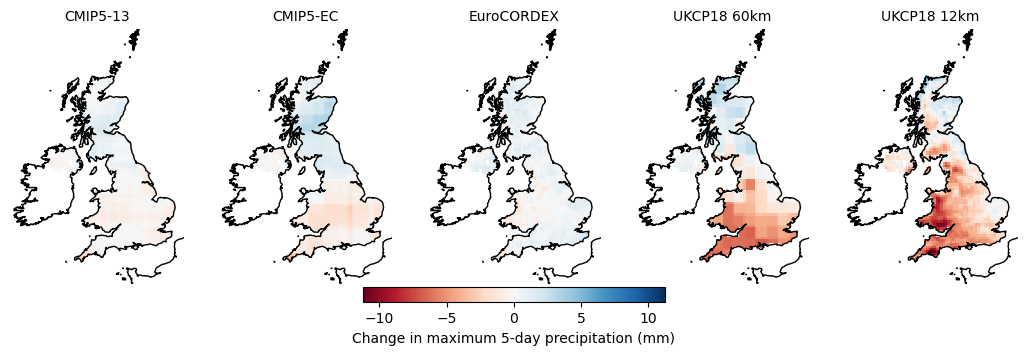 CMIP5-13 CMIP5-EC EuroCORDEX UKCP18 60km UKCP18 12km
−10 −5 0 5 10
Change in maximum 5-day precipitation (mm)